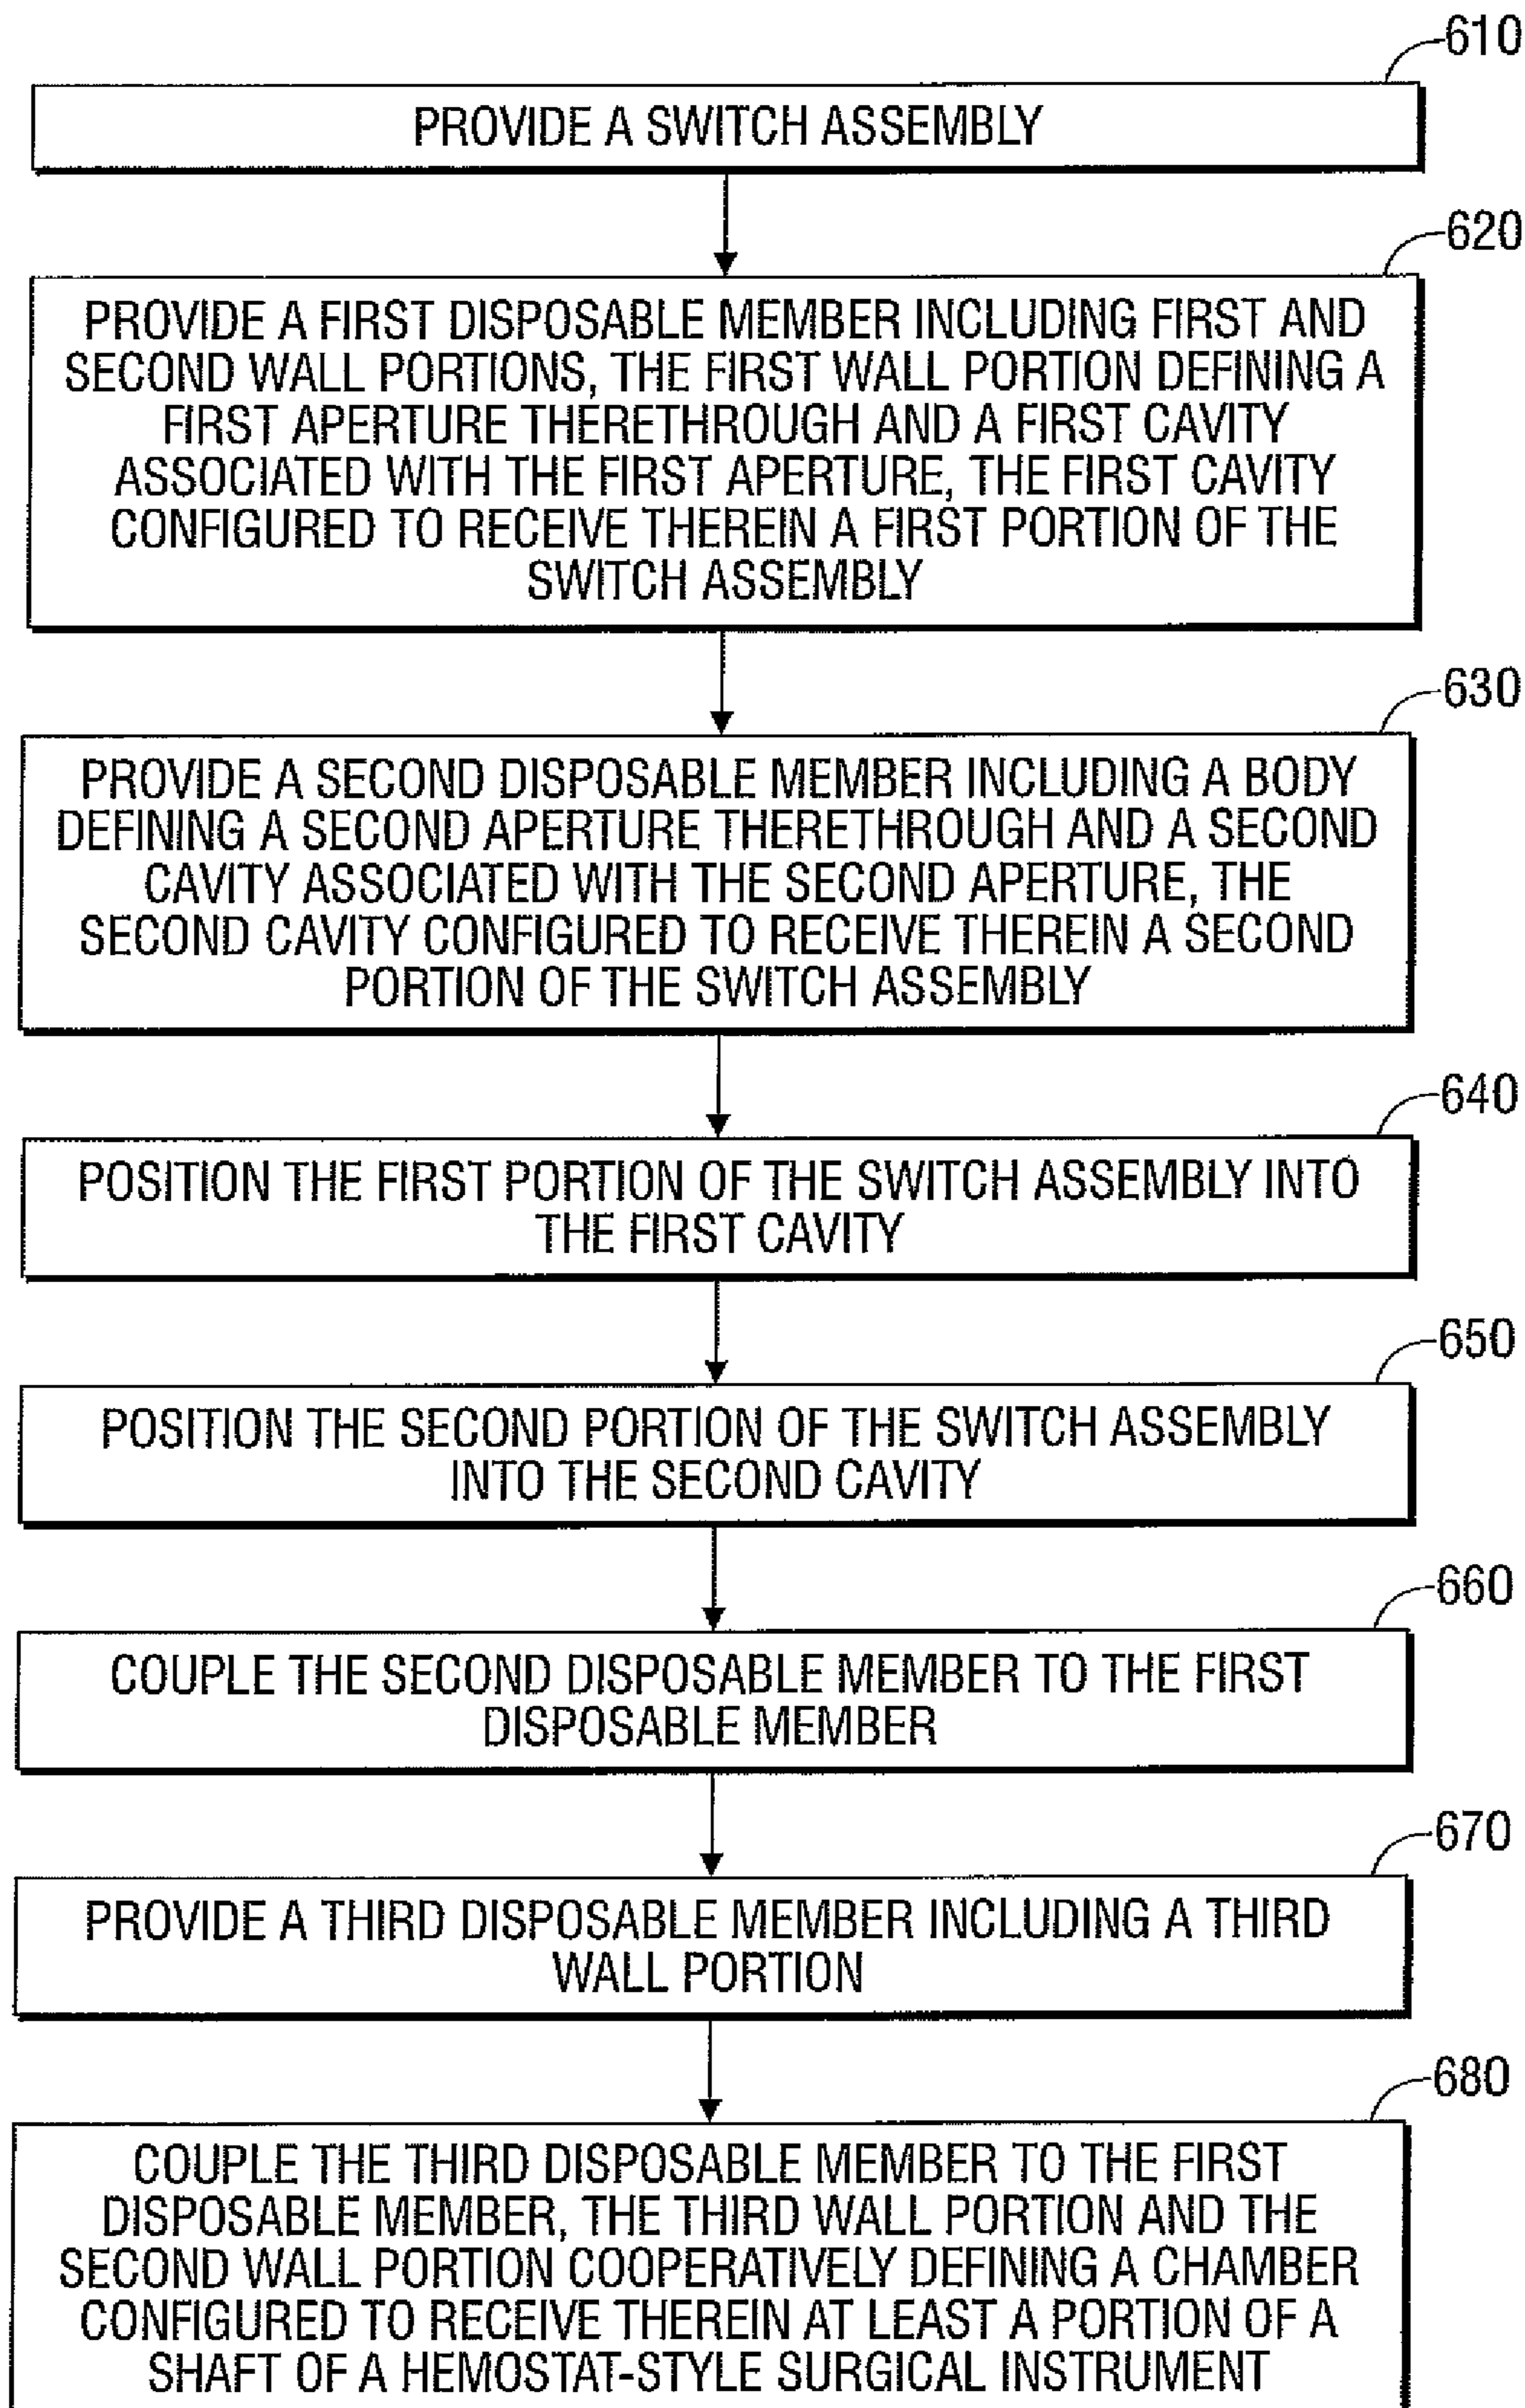 610
PROVIDE A SWITCH ASSEMBLY
620
PROVIDE A FIRST DISPOSABLE MEMBER INCLUDING FIRST AND
SECOND WALL PORTIONS, THE FIRST WALL PORTION DEFINING A
FIRST APERTURE THERETHROUGH AND A FIRST CAVITY
ASSOCIATED WITH THE FIRST APERTURE, THE FIRST CAVITY
CONFIGURED TO RECEIVE THEREIN A FIRST PORTION OF THE
SWITCH ASSEMBLY
630
PROVIDE A SECOND DISPOSABLE MEMBER INCLUDING A BODY
DEFINING A SECOND APERTURE THERETHROUGH AND A SECOND
CAVITY ASSOCIATED WITH THE SECOND APERTURE, THE
SECOND CAVITY CONFIGURED TO RECEIVE THEREIN A SECOND
PORTION OF THE SWITCH ASSEMBLY
640
POSITION THE FIRST PORTION OF THE SWITCH ASSEMBLY INTO
THE FIRST CAVITY
650
POSITION THE SECOND PORTION OF THE SWITCH ASSEMBLY
INTO THE SECOND CAVITY
660
COUPLE THE SECOND DISPOSABLE MEMBER TO THE FIRST
DISPOSABLE MEMBER
670
PROVIDE A THIRD DISPOSABLE MEMBER INCLUDING A THIRD
WALL PORTION
680
COUPLE THE THIRD DISPOSABLE MEMBER TO THE FIRST
DISPOSABLE MEMBER, THE THIRD WALL PORTION AND THE
SECOND WALL PORTION COOPERATIVELY DEFINING A CHAMBER
CONFIGURED TO RECEIVE THEREIN AT LEAST A PORTION OF A
SHAFT OF A HEMOSTAT-STYLE SURGICAL INSTRUMENT